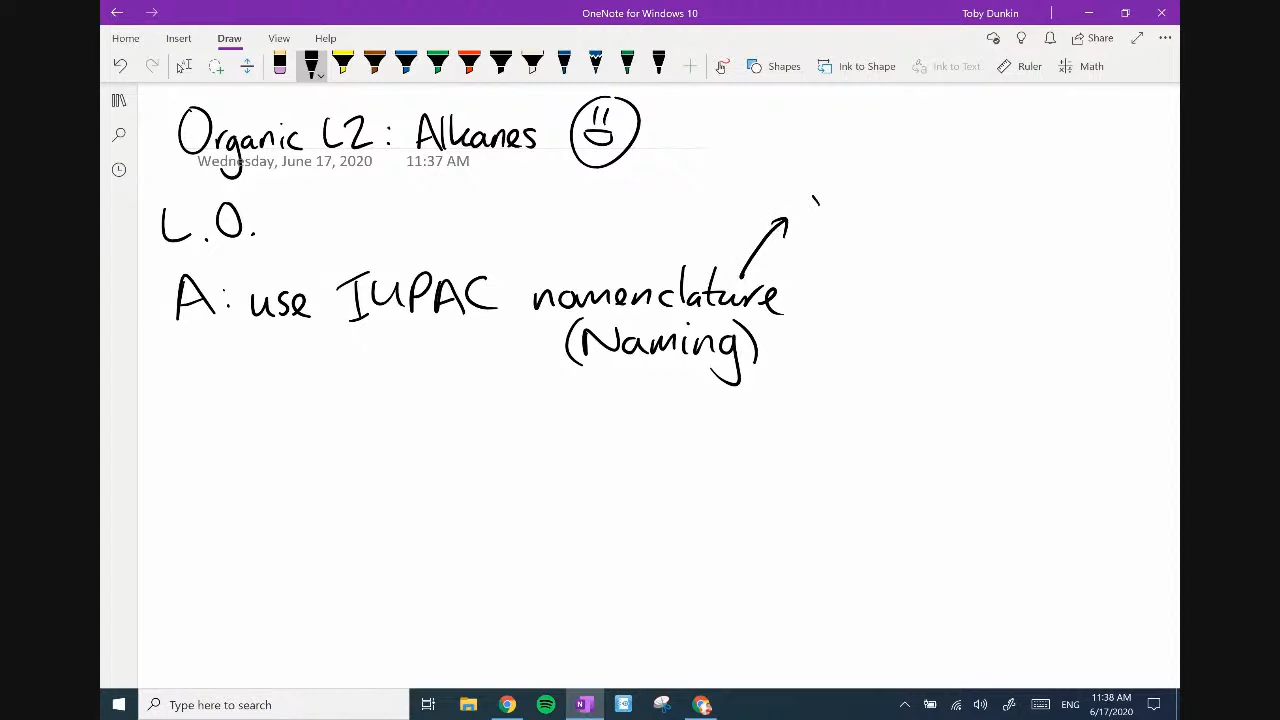 OneNote for Windows 10
Toby Dunkin
Home Insert Draw View Help
Share
Shapes Ink to Shape Ink to Text Ruler Math
Organic L2: Alkanes
Wednesday, June 17, 2020 11:37 AM
L.O.
A: use IUPAC nomenclature
(Naming)
Type here to search
ENG
11:38 AM
6/17/2020